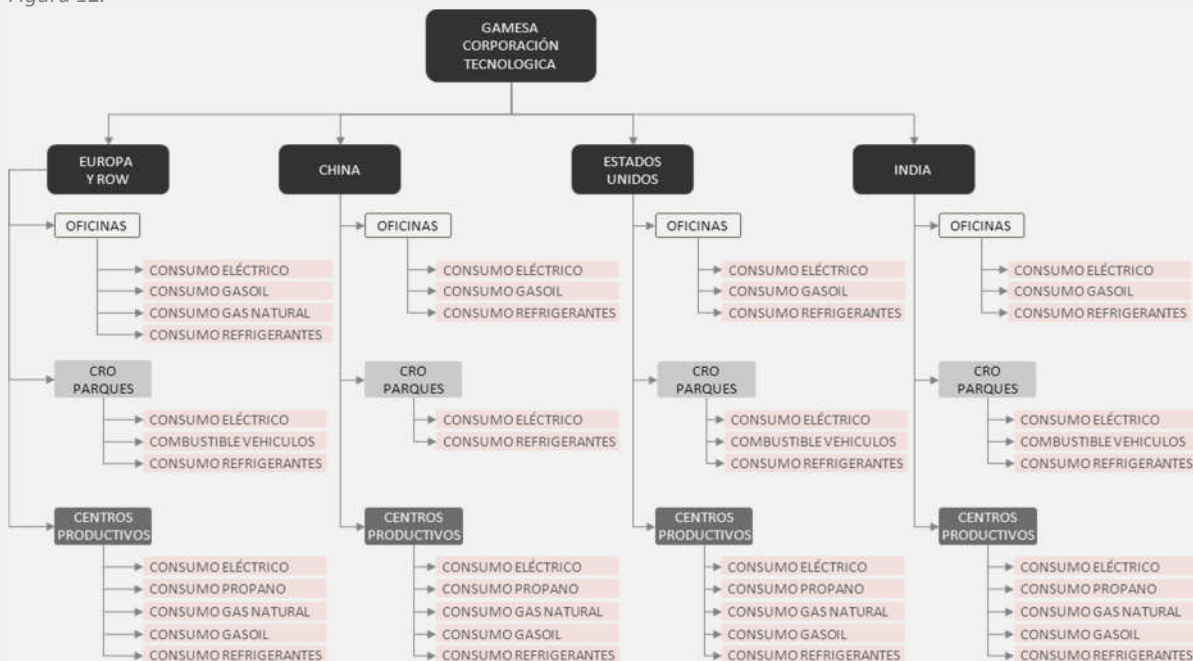 Figura 12.
GAMESA
CORPORACIÓN
TECNOLOGICA
EUROPA
Y ROW
CHINA
ESTADOS
UNIDOS
INDIA
OFICINAS
OFICINAS
OFICINAS
OFICINAS
CONSUMO ELÉCTRICO
CONSUMO GASOIL
CONSUMO GAS NATURAL
CONSUMO REFRIGERANTES
CONSUMO ELÉCTRICO
CONSUMO GASOIL
CONSUMO REFRIGERANTES
CONSUMO ELÉCTRICO
CONSUMO GASOIL
CONSUMO REFRIGERANTES
CONSUMO ELÉCTRICO
CONSUMO GASOIL
CONSUMO REFRIGERANTES
CRO
PARQUES
CRO
PARQUES
CRO
PARQUES
CRO
PARQUES
CONSUMO ELÉCTRICO
COMBUSTIBLE VEHICULOS
CONSUMO REFRIGERANTES
CONSUMO ELÉCTRICO
CONSUMO REFRIGERANTES
CONSUMO ELÉCTRICO
COMBUSTIBLE VEHICULOS
CONSUMO REFRIGERANTES
CONSUMO ELÉCTRICO
COMBUSTIBLE VEHICULOS
CONSUMO REFRIGERANTES
CENTROS
PRODUCTIVOS
CENTROS
PRODUCTIVOS
CENTROS
PRODUCTIVOS
CENTROS
PRODUCTIVOS
CONSUMO ELÉCTRICO
CONSUMO PROPANO
CONSUMO GAS NATURAL
CONSUMO GASOIL
CONSUMO REFRIGERANTES
CONSUMO ELÉCTRICO
CONSUMO PROPANO
CONSUMO GAS NATURAL
CONSUMO GASOIL
CONSUMO REFRIGERANTES
CONSUMO ELÉCTRICO
CONSUMO PROPANO
CONSUMO GAS NATURAL
CONSUMO GASOIL
CONSUMO REFRIGERANTES
CONSUMO ELÉCTRICO
CONSUMO PROPANO
CONSUMO GAS NATURAL
CONSUMO GASOIL
CONSUMO REFRIGERANTES